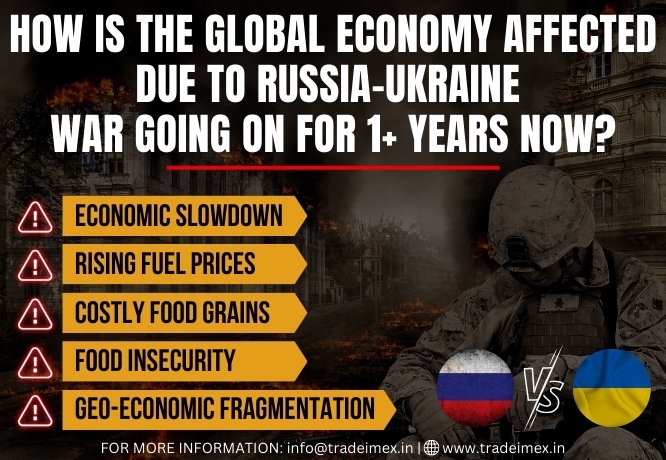 HOW IS THE GLOBAL ECONOMY AFFECTED
DUE TO RUSSIA-UKRAINE
WAR GOING ON FOR 1+ YEARS NOW?
ECONOMIC SLOWDOWN
RISING FUEL PRICES
COSTLY FOOD GRAINS
FOOD INSECURITY
GEO-ECONOMIC FRAGMENTATION
VS
FOR MORE INFORMATION: info@tradeimex.in | www.tradeimex.in